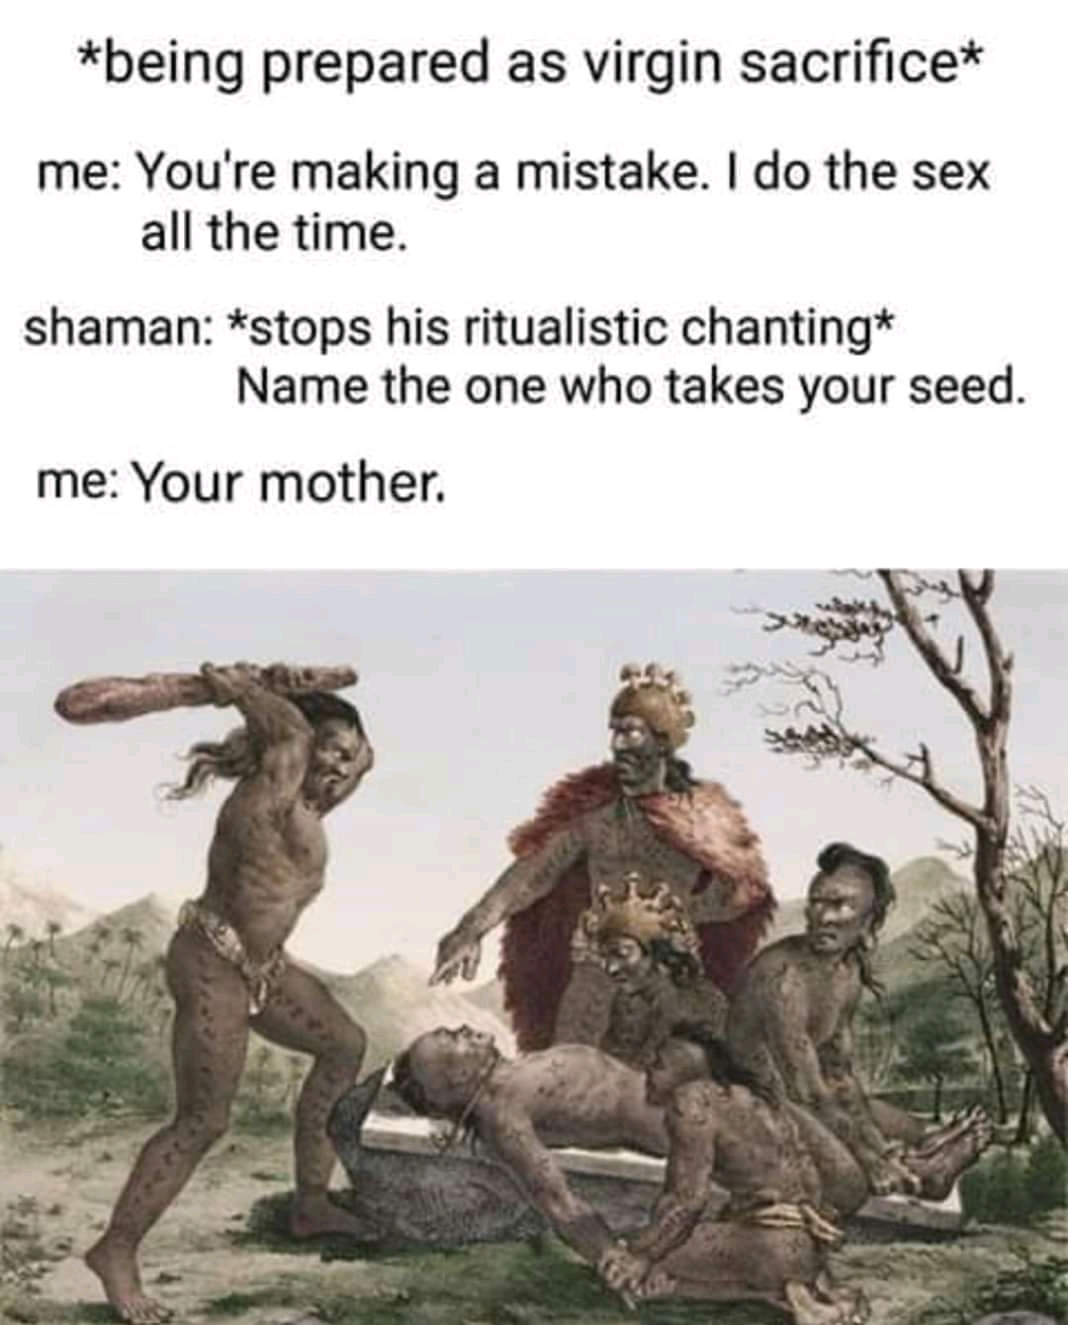 *being prepared as virgin sacrifice*
me: You're making a mistake. I do the sex
all the time.
shaman: *stops his ritualistic chanting*
Name the one who takes your seed.
me: Your mother.